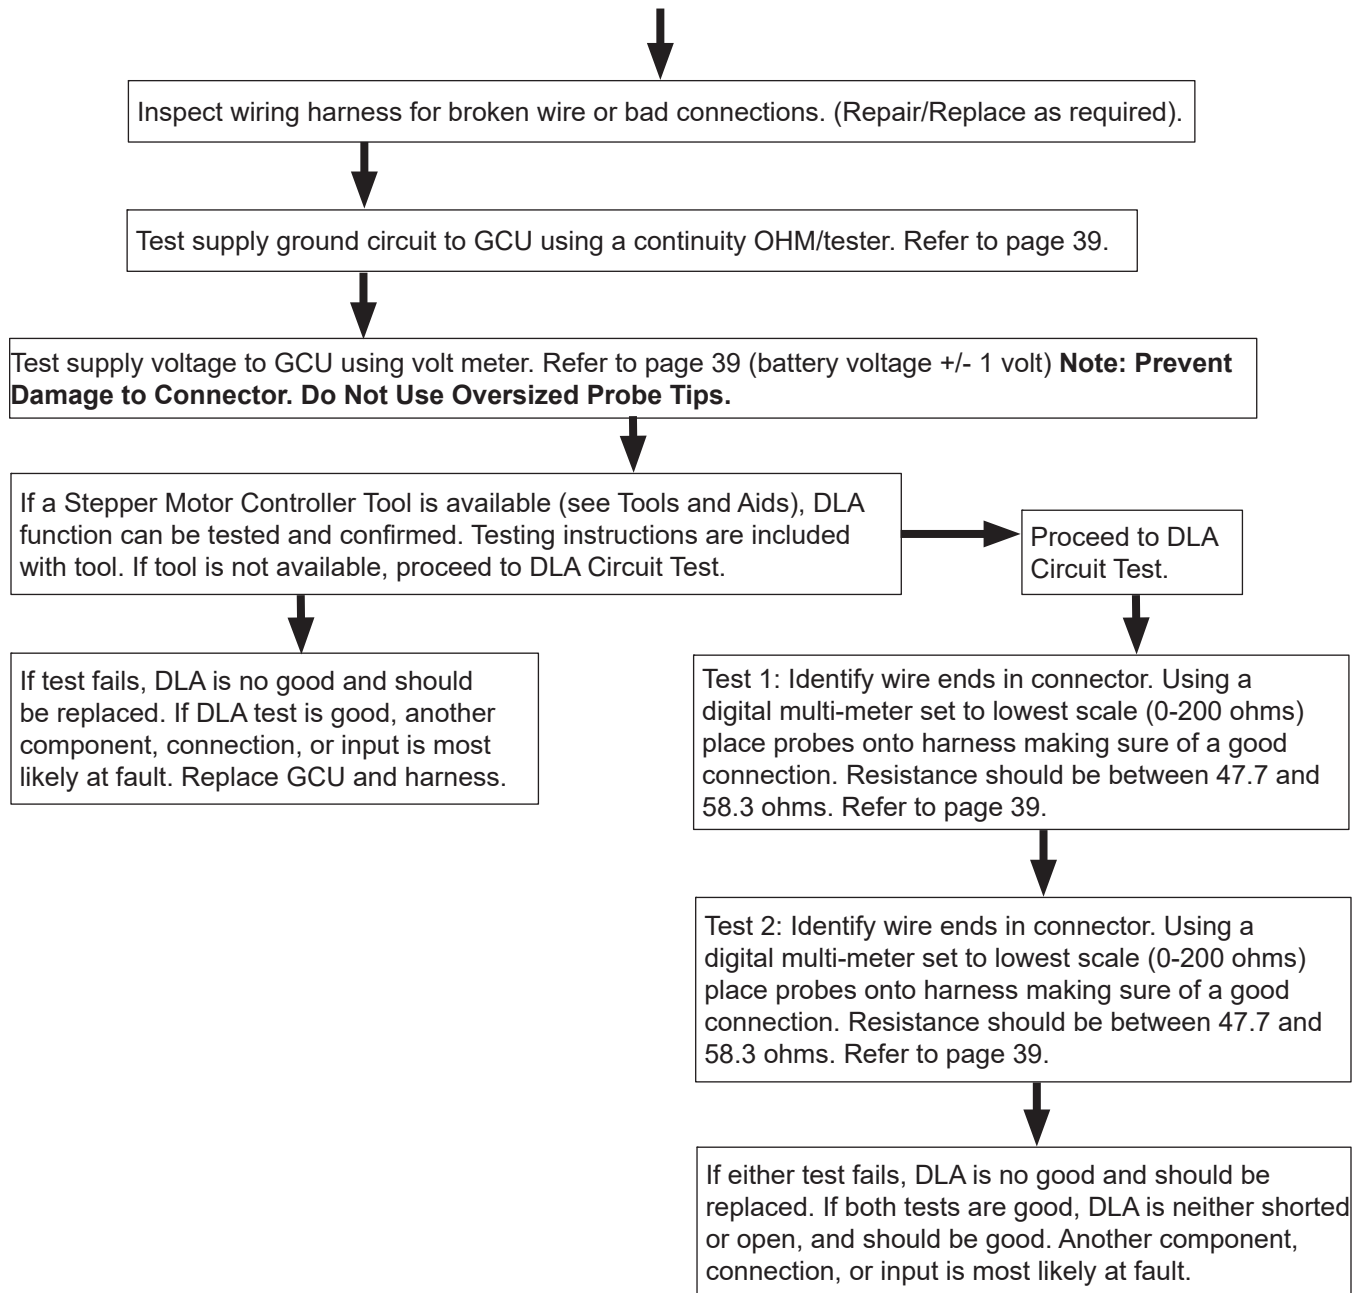 Inspect wiring harness for broken wire or bad connections. (Repair/Replace as required).
Test supply ground circuit to GCU using a continuity OHM/tester. Refer to page 39.
Test supply voltage to GCU using volt meter. Refer to page 39 (battery voltage +/- 1 volt) Note: Prevent
Damage to Connector. Do Not Use Oversized Probe Tips.
If a Stepper Motor Controller Tool is available (see Tools and Aids), DLA
function can be tested and confirmed. Testing instructions are included
with tool. If tool is not available, proceed to DLA Circuit Test.
Proceed to DLA
Circuit Test.
If test fails, DLA is no good and should
be replaced. If DLA test is good, another
component, connection, or input is most
likely at fault. Replace GCU and harness.
Test 1: Identify wire ends in connector. Using a
digital multi-meter set to lowest scale (0-200 ohms)
place probes onto harness making sure of a good
connection. Resistance should be between 47.7 and
58.3 ohms. Refer to page 39.
Test 2: Identify wire ends in connector. Using a
digital multi-meter set to lowest scale (0-200 ohms)
place probes onto harness making sure of a good
connection. Resistance should be between 47.7 and
58.3 ohms. Refer to page 39.
If either test fails, DLA is no good and should be
replaced. If both tests are good, DLA is neither shorted
or open, and should be good. Another component,
connection, or input is most likely at fault.